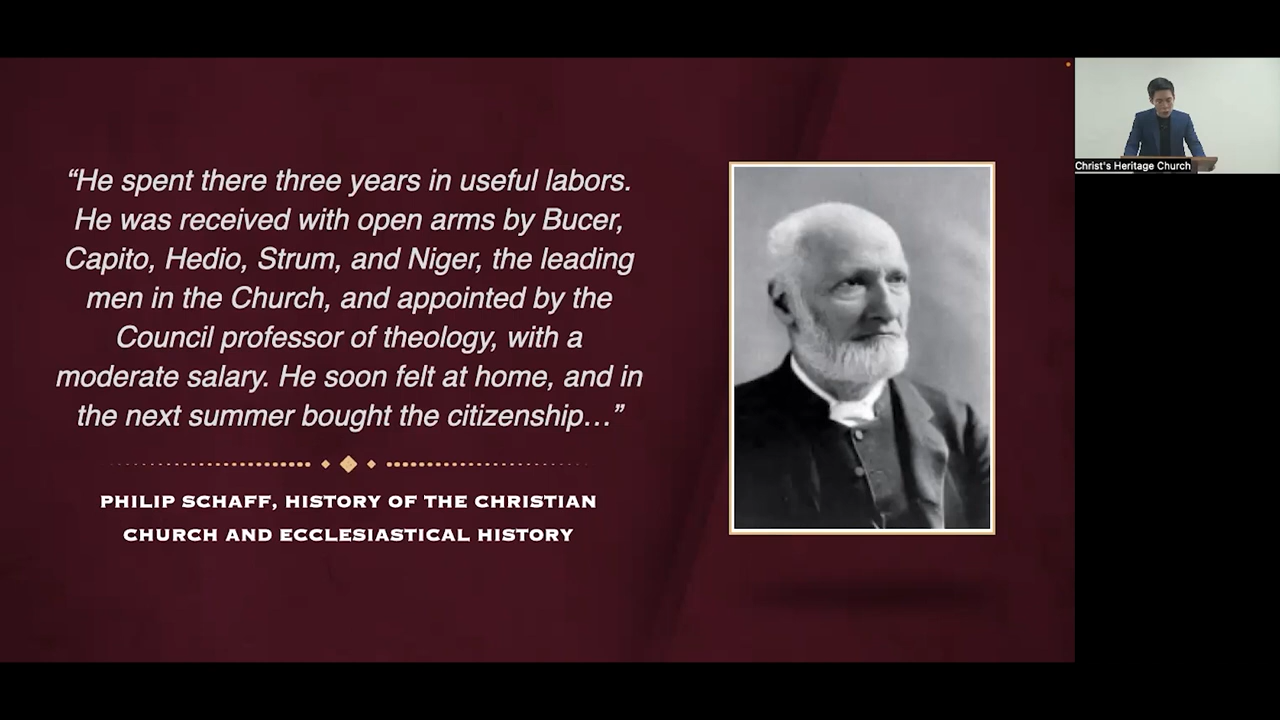 “He spent there three years in useful labors.
He was received with open arms by Bucer,
Capito, Hedio, Strum, and Niger, the leading
men in the Church, and appointed by the
Council professor of theology, with a
moderate salary. He soon felt at home, and in
the next summer bought the citizenship…”
PHILIP SCHAFF, HISTORY OF THE CHRISTIAN
CHURCH AND ECCLESIASTICAL HISTORY
Christ's Heritage Church